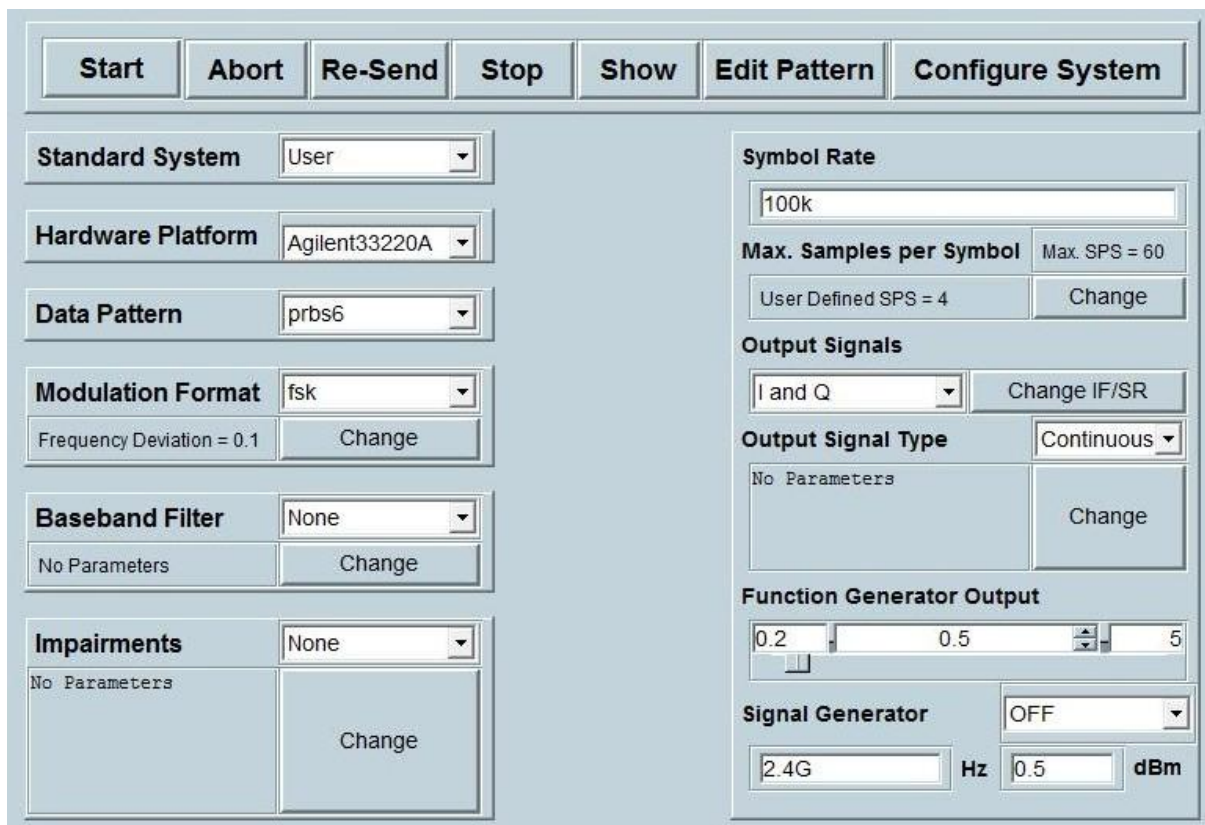 Start Abort Re-Send Stop Show Edit Pattern Configure System
Standard System User
Hardware Platform Agilent33220A
Data Pattern prbs6
Modulation Format fsk
Frequency Deviation = 0.1 Change
Baseband Filter None
No Parameters Change
Impairments None
No Parameters
Change
Symbol Rate
100k
Max. Samples per Symbol Max. SPS = 60
User Defined SPS = 4 Change
Output Signals
I and Q Change IF/SR
Output Signal Type Continuous
No Parameters
Change
Function Generator Output
0.2 - 0.5 - 5
Signal Generator OFF
2.4G Hz 0.5 dBm